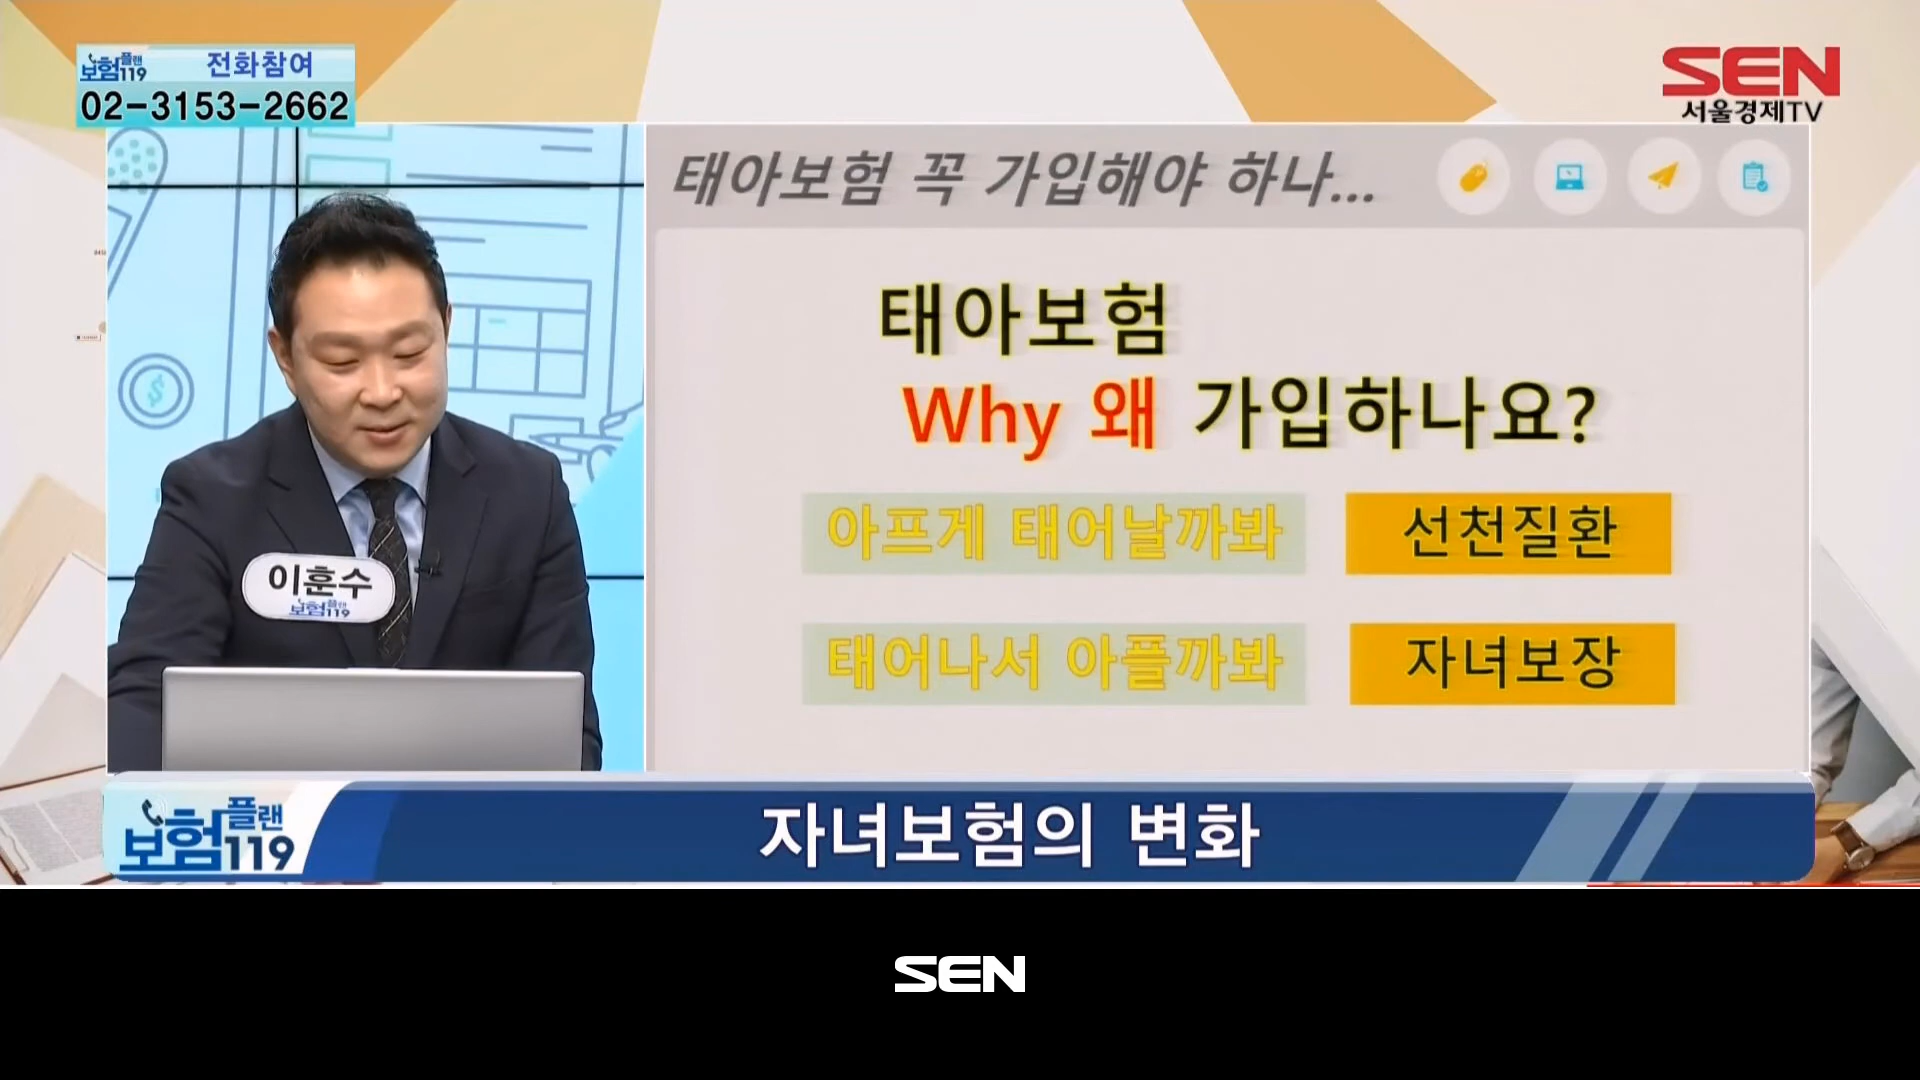 보험플랜119 전화참여
02-3153-2662
SEN
서울경제TV
태아보험 꼭 가입해야 하나...
태아보험
Why 왜 가입하나요?
아프게 태어날까봐 선천질환
태어나서 아플까봐 자녀보장
이훈수
보험플랜119
보험플랜119
자녀보험의 변화
SEN